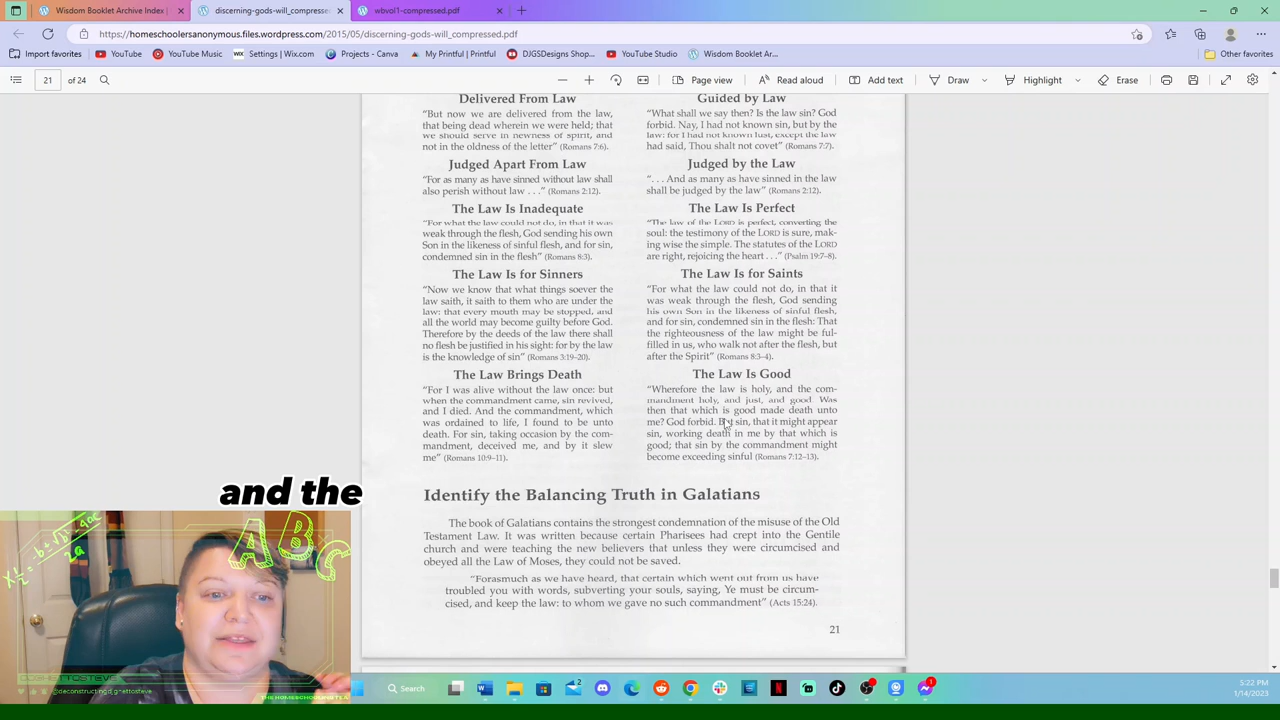 Wisdom Booklet Archive Index |
discerning-gods-will_compressed
wbvol1-compressed.pdf
https://homeschoolersanonymous.files.wordpress.com/2015/05/discerning-gods-will_compressed.pdf
Import favorites
YouTube
YouTube Music
Settings | Wix.com
Projects - Canva
My Printful | Printful
DJGSDesigns Shop...
YouTube Studio
Wisdom Booklet Ar...
Other favorites
21 of 24
Page view
Read aloud
Add text
Draw
Highlight
Erase
Delivered From Law
"But now we are delivered from the law,
that being dead wherein we were held; that
we should serve in newness of spirit, and
not in the oldness of the letter" (Romans 7:6).
Judged Apart From Law
"For as many as have sinned without law shall
also perish without law . . ." (Romans 2:12).
The Law Is Inadequate
"For what the law could not do, in that it was
weak through the flesh, God sending his own
Son in the likeness of sinful flesh, and for sin,
condemned sin in the flesh" (Romans 8:3).
The Law Is for Sinners
"Now we know that what things soever the
law saith, it saith to them who are under the
law: that every mouth may be stopped, and
all the world may become guilty before God.
Therefore by the deeds of the law there shall
no flesh be justified in his sight: for by the law
is the knowledge of sin" (Romans 3:19–20).
The Law Brings Death
"For I was alive without the law once: but
when the commandment came, sin revived,
and I died. And the commandment, which
was ordained to life, I found to be unto
death. For sin, taking occasion by the com-
mandment, deceived me, and by it slew
me" (Romans 10:9–11).
Guided by Law
"What shall we say then? Is the law sin? God
forbid. Nay, I had not known sin, but by the
law: for I had not known lust, except the law
had said, Thou shalt not covet" (Romans 7:7).
Judged by the Law
". . . And as many as have sinned in the law
shall be judged by the law" (Romans 2:12).
The Law Is Perfect
"The law of the LORD is perfect, converting the
soul: the testimony of the LORD is sure, mak-
ing wise the simple. The statutes of the LORD
are right, rejoicing the heart . . ." (Psalm 19:7–8).
The Law Is for Saints
"For what the law could not do, in that it
was weak through the flesh, God sending
his own Son in the likeness of sinful flesh,
and for sin, condemned sin in the flesh: That
the righteousness of the law might be ful-
filled in us, who walk not after the flesh, but
after the Spirit" (Romans 8:3–4).
The Law Is Good
"Wherefore the law is holy, and the com-
mandment holy, and just, and good. Was
then that which is good made death unto
me? God forbid. But sin, that it might appear
sin, working death in me by that which is
good; that sin by the commandment might
become exceeding sinful (Romans 7:12–13).
Identify the Balancing Truth in Galatians
The book of Galatians contains the strongest condemnation of the misuse of the Old
Testament Law. It was written because certain Pharisees had crept into the Gentile
church and were teaching the new believers that unless they were circumcised and
obeyed all the Law of Moses, they could not be saved.
"Forasmuch as we have heard, that certain which went out from us have
troubled you with words, subverting your souls, saying, Ye must be circum-
cised, and keep the law: to whom we gave no such commandment" (Acts 15:24).
21
and the
ABC
@deconstructingdjghettosteve
Search
2
1
5:22 PM
1/14/2023